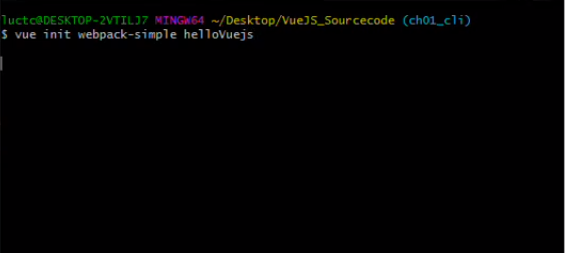 luctc@DESKTOP-2VTILJ7 MINGW64 ~/Desktop/VueJS_Sourcecode (ch01_cli)
$ vue init webpack-simple helloVuejs